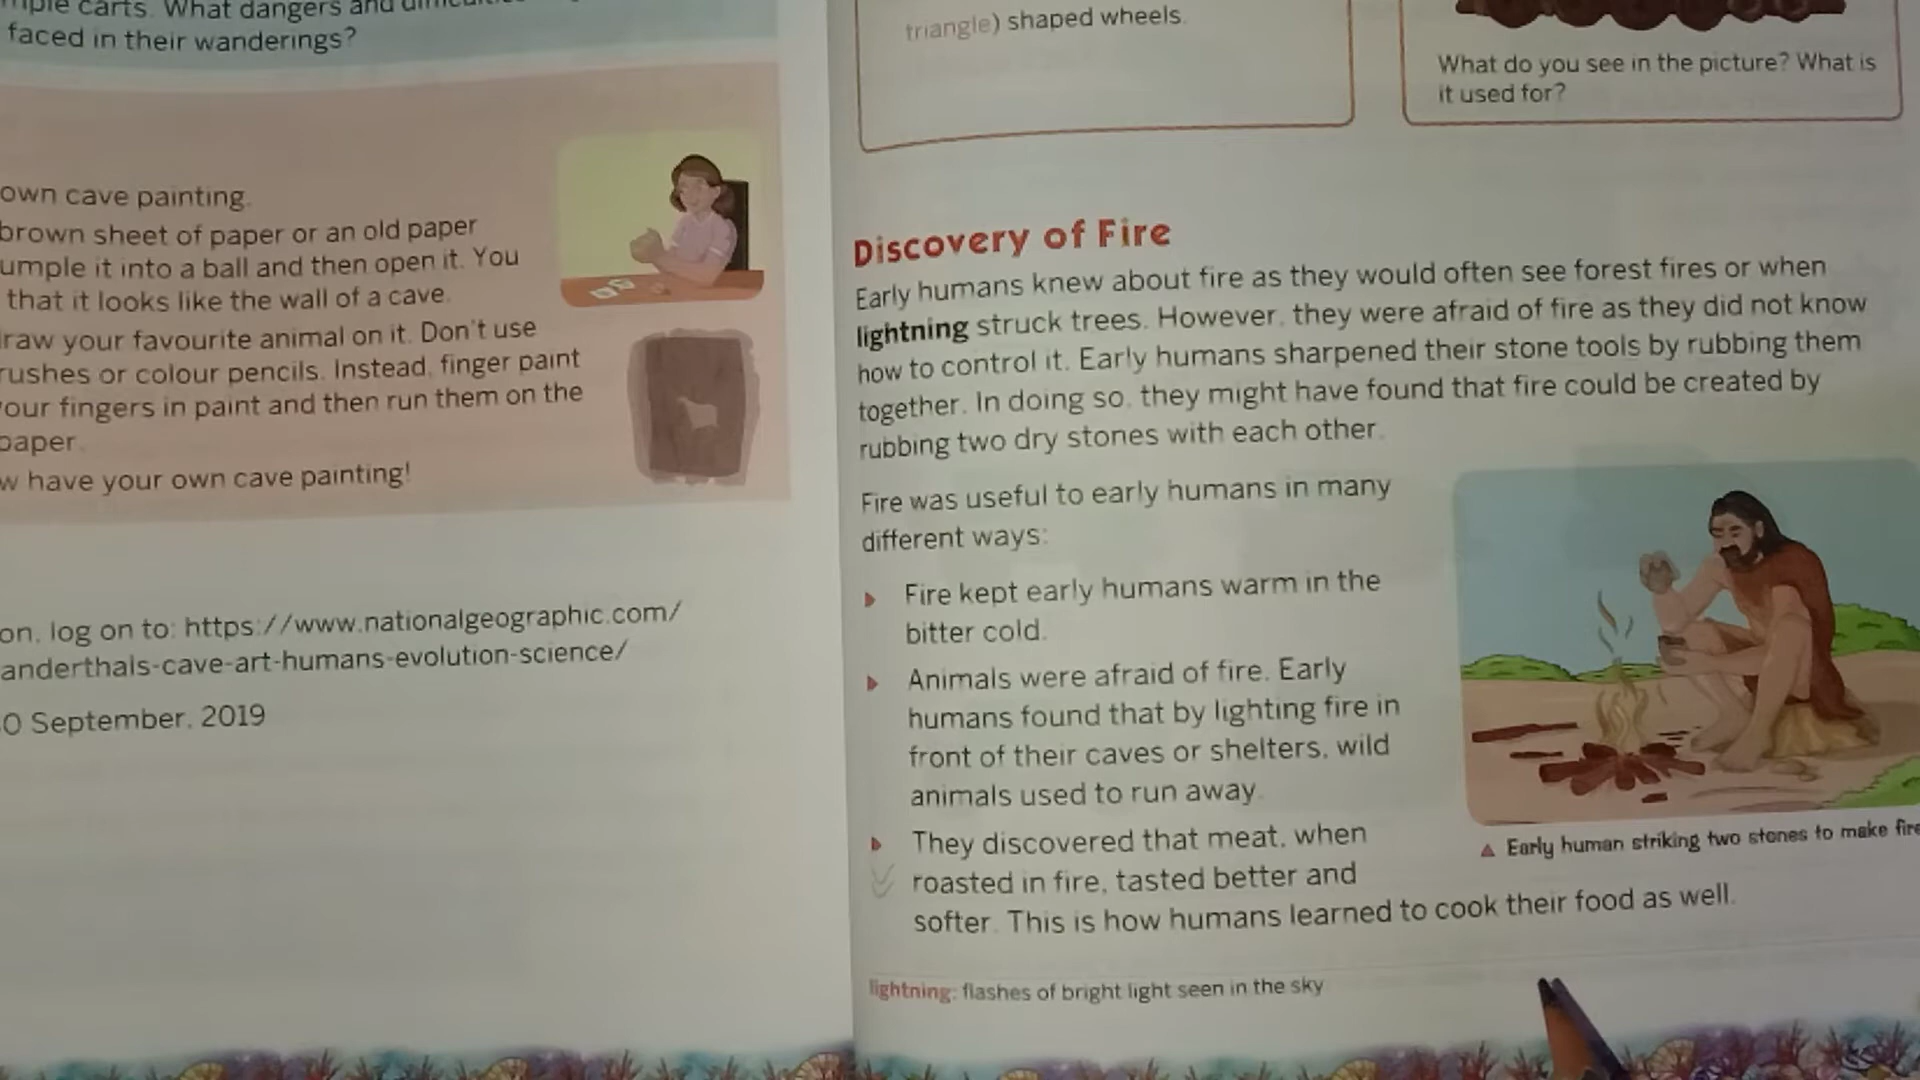 mple carts. What dangers and
faced in their wanderings?
own cave painting.
brown sheet of paper or an old paper
umple it into a ball and then open it. You
that it looks like the wall of a cave.
raw your favourite animal on it. Don't use
rushes or colour pencils. Instead, finger paint
our fingers in paint and then run them on the
paper.
w have your own cave painting!
on, log on to: https://www.nationalgeographic.com/
anderthals-cave-art-humans-evolution-science/
0 September, 2019
triangle) shaped wheels.
What do you see in the picture? What is
it used for?
Discovery of Fire
Early humans knew about fire as they would often see forest fires or when
lightning struck trees. However, they were afraid of fire as they did not know
how to control it. Early humans sharpened their stone tools by rubbing them
together. In doing so, they might have found that fire could be created by
rubbing two dry stones with each other.
Fire was useful to early humans in many
different ways:
Fire kept early humans warm in the
bitter cold.
Animals were afraid of fire. Early
humans found that by lighting fire in
front of their caves or shelters, wild
animals used to run away.
They discovered that meat, when
roasted in fire, tasted better and
softer. This is how humans learned to cook their food as well.
Early human striking two stones to make fire
lightning: flashes of bright light seen in the sky